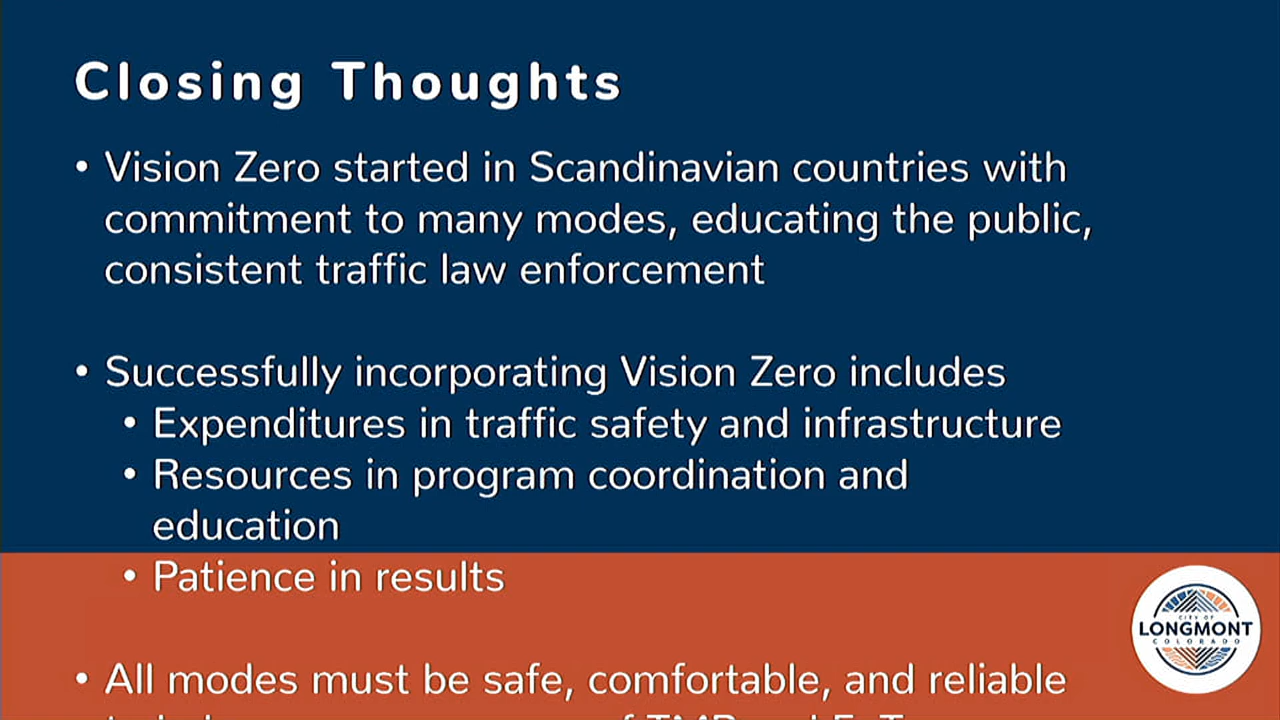 Closing Thoughts
• Vision Zero started in Scandinavian countries with
commitment to many modes, educating the public,
consistent traffic law enforcement
• Successfully incorporating Vision Zero includes
• Expenditures in traffic safety and infrastructure
• Resources in program coordination and
education
• Patience in results
CITY OF
LONGMONT
COLORADO
• All modes must be safe, comfortable, and reliable